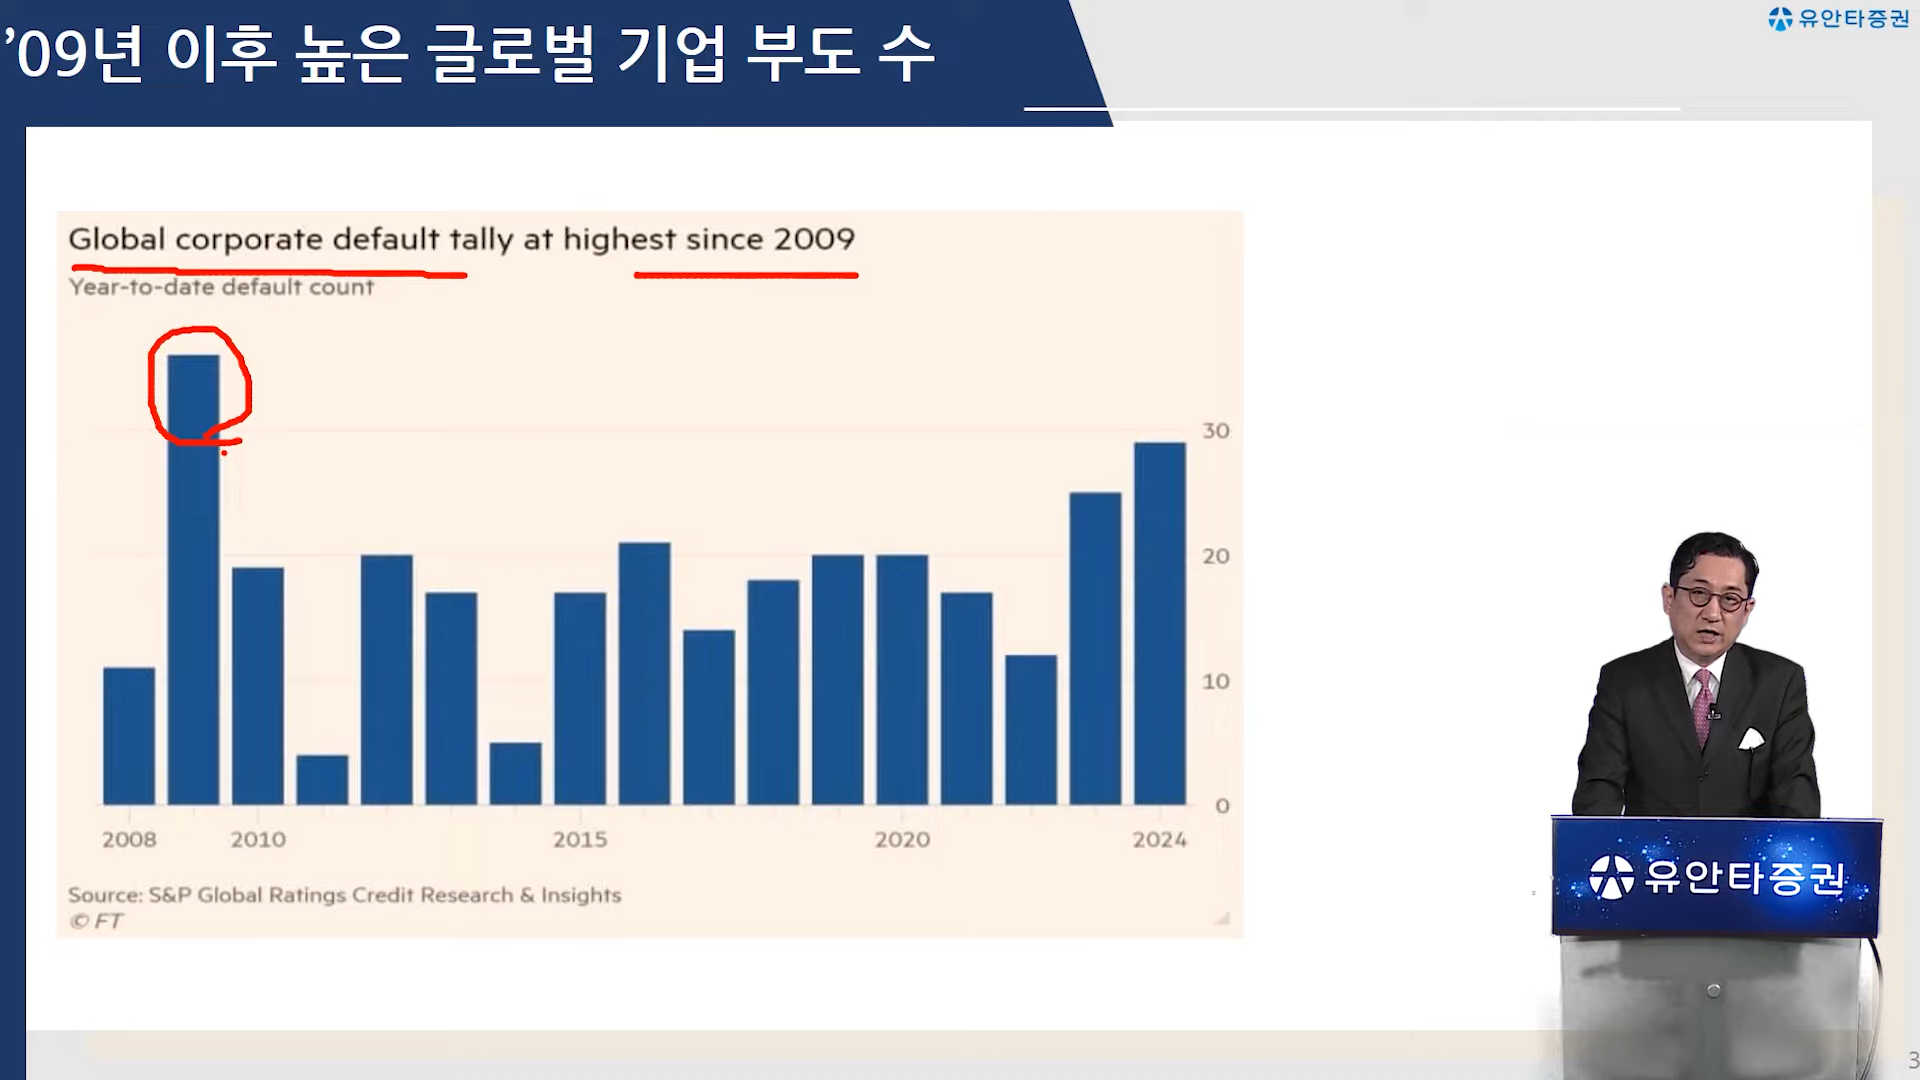 ’09년 이후 높은 글로벌 기업 부도 수
유안타증권
Global corporate default tally at highest since 2009
Year-to-date default count
30
20
10
0
2008 2010 2015 2020 2024
Source: S&P Global Ratings Credit Research & Insights
© FT
유안타증권
3